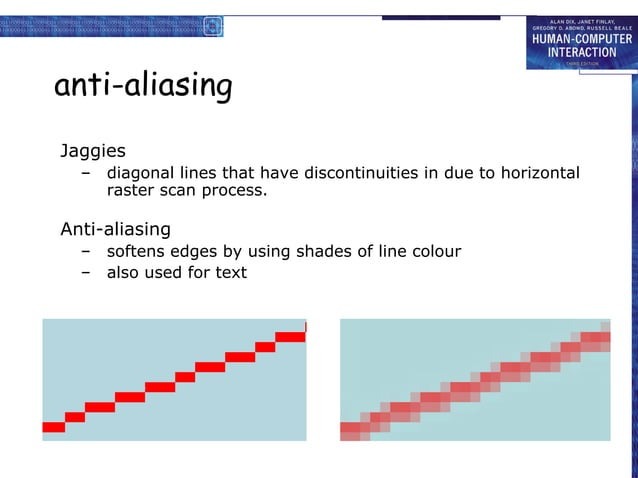 ALAN DIX, JANET FINLAY,
GREGORY D. ABOWD, RUSSELL BEALE
HUMAN-COMPUTER
INTERACTION
THIRD EDITION
anti-aliasing
Jaggies
– diagonal lines that have discontinuities in due to horizontal
raster scan process.
Anti-aliasing
– softens edges by using shades of line colour
– also used for text